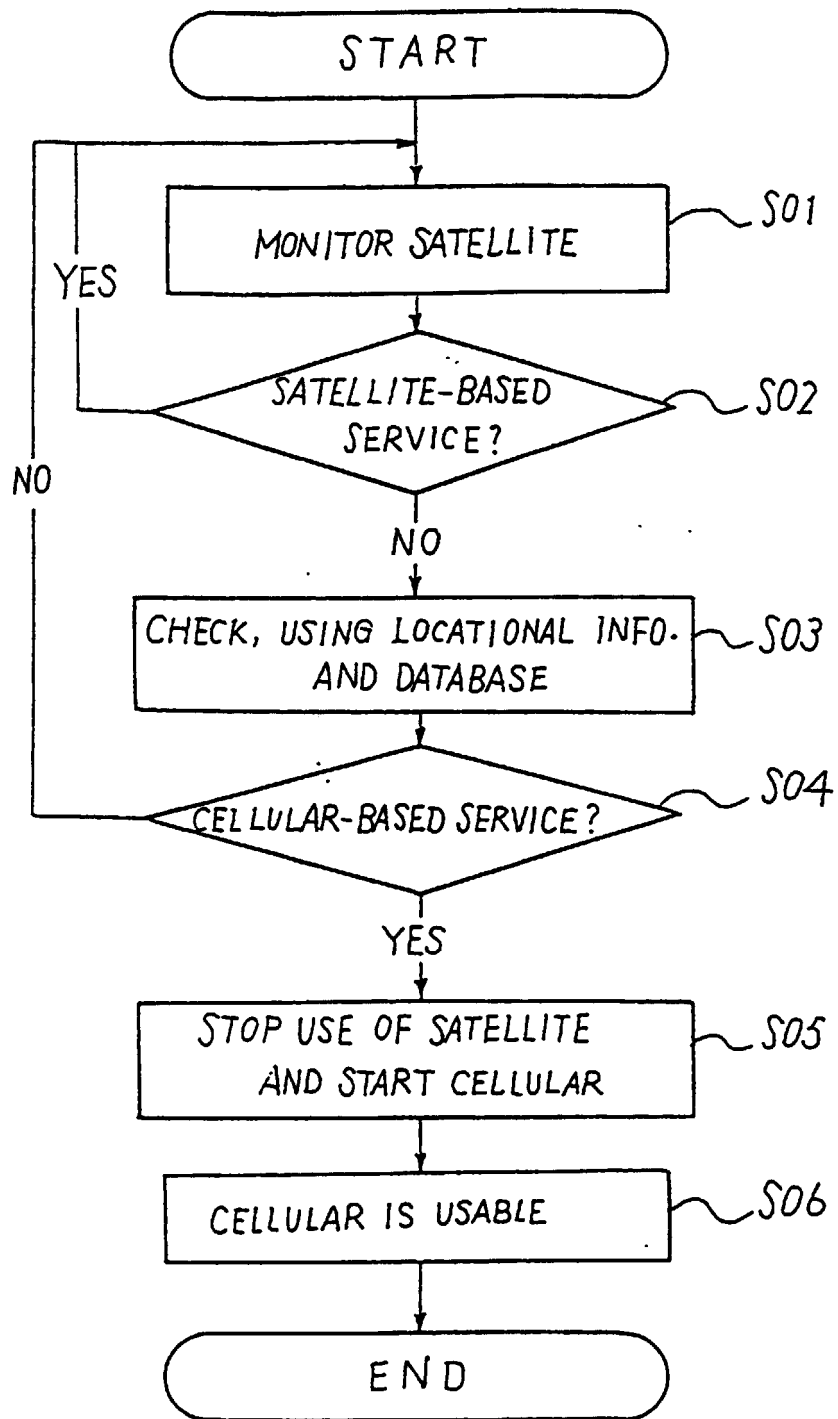 START
MONITOR SATELLITE
S01
YES
SATELLITE-BASED
SERVICE?
S02
NO
NO
CHECK, USING LOCATIONAL INFO.
AND DATABASE
S03
CELLULAR-BASED SERVICE?
S04
YES
STOP USE OF SATELLITE
AND START CELLULAR
S05
CELLULAR IS USABLE
S06
END